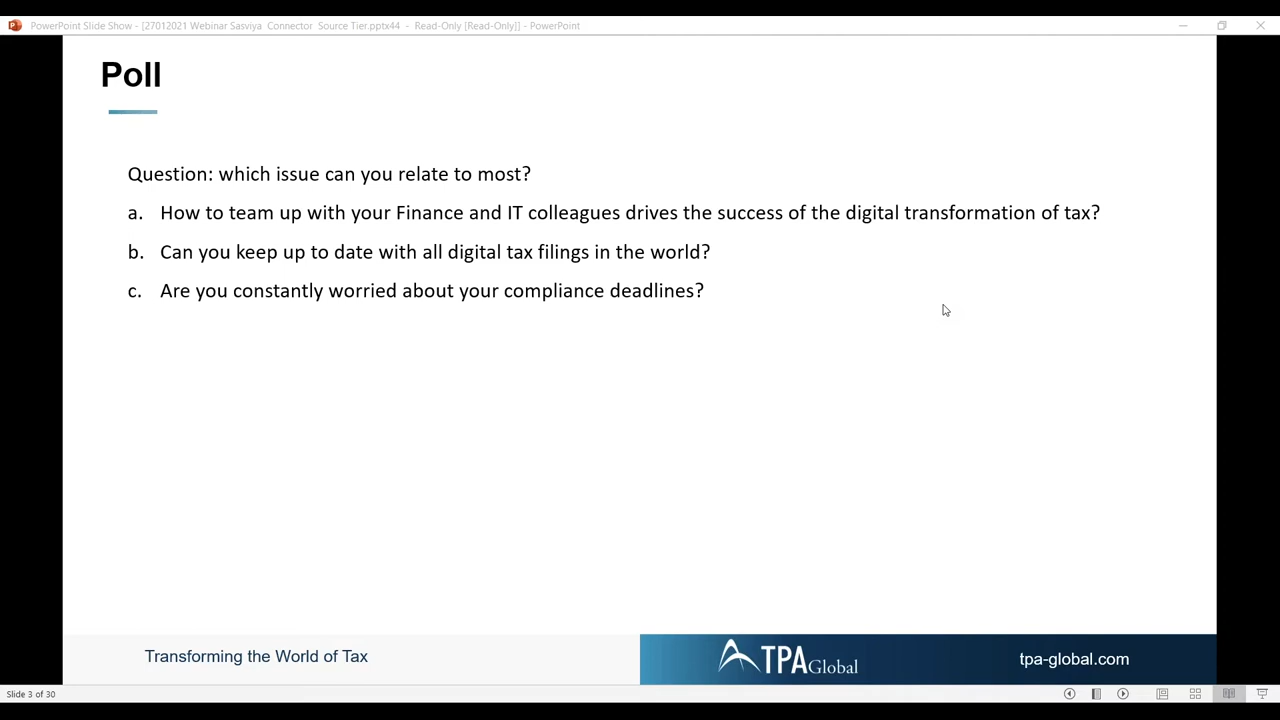 PowerPoint Slide Show - [27012021 Webinar Sasviya Connector Source Tier.pptx44 - Read-Only [Read-Only]] - PowerPoint
Poll
Question: which issue can you relate to most?
a. How to team up with your Finance and IT colleagues drives the success of the digital transformation of tax?
b. Can you keep up to date with all digital tax filings in the world?
c. Are you constantly worried about your compliance deadlines?
Transforming the World of Tax
TPA Global
tpa-global.com
Slide 3 of 30